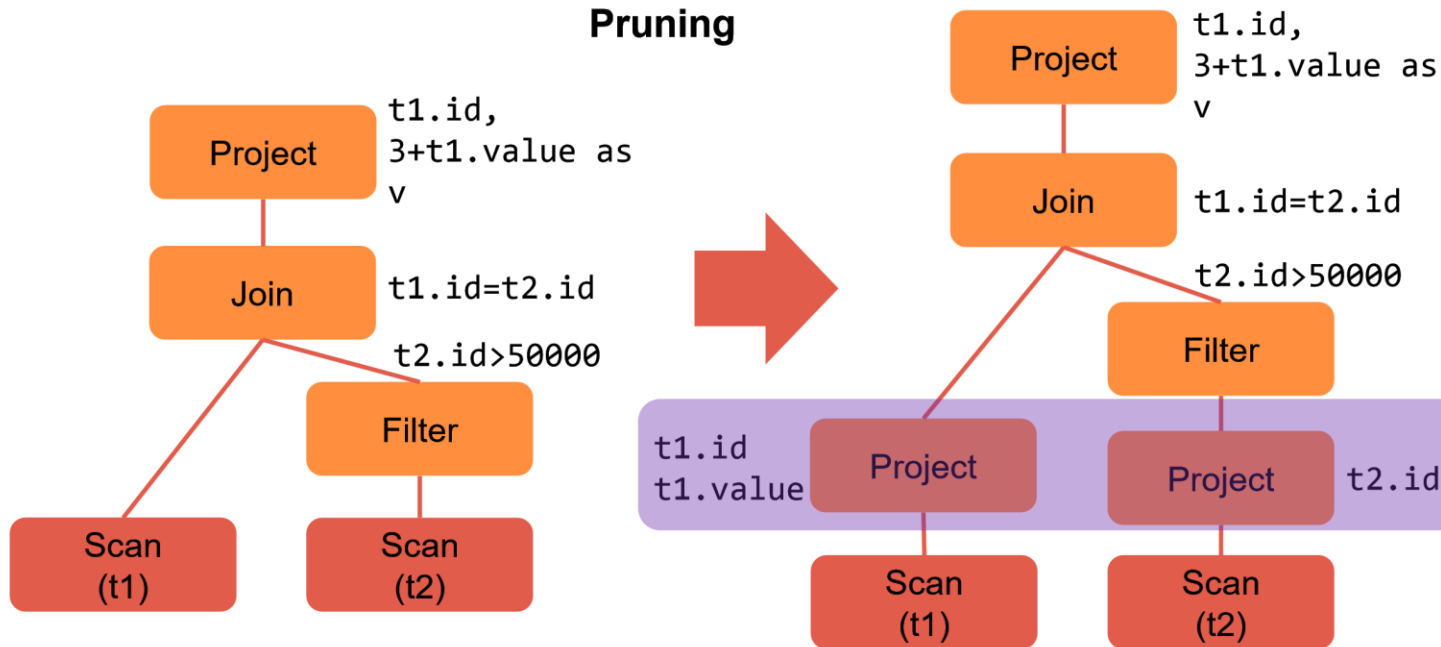 Pruning
Project
t1.id,
3+t1.value as
v
Join
t1.id=t2.id
t2.id>50000
Filter
Scan
(t1)
Scan
(t2)
Project
t1.id,
3+t1.value as
v
Join
t1.id=t2.id
t2.id>50000
Filter
t1.id
t1.value
Project
Project
t2.id
Scan
(t1)
Scan
(t2)